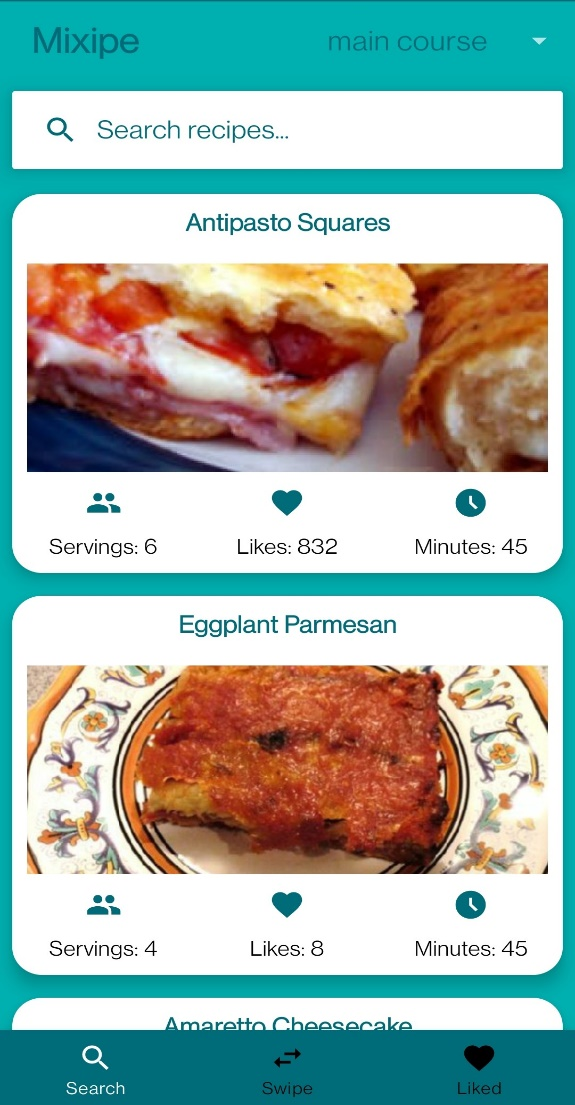 Mixipe main course
Search recipes...
Antipasto Squares
Servings: 6 Likes: 832 Minutes: 45
Eggplant Parmesan
Servings: 4 Likes: 8 Minutes: 45
Amaretto Cheesecake
Search Swipe Liked